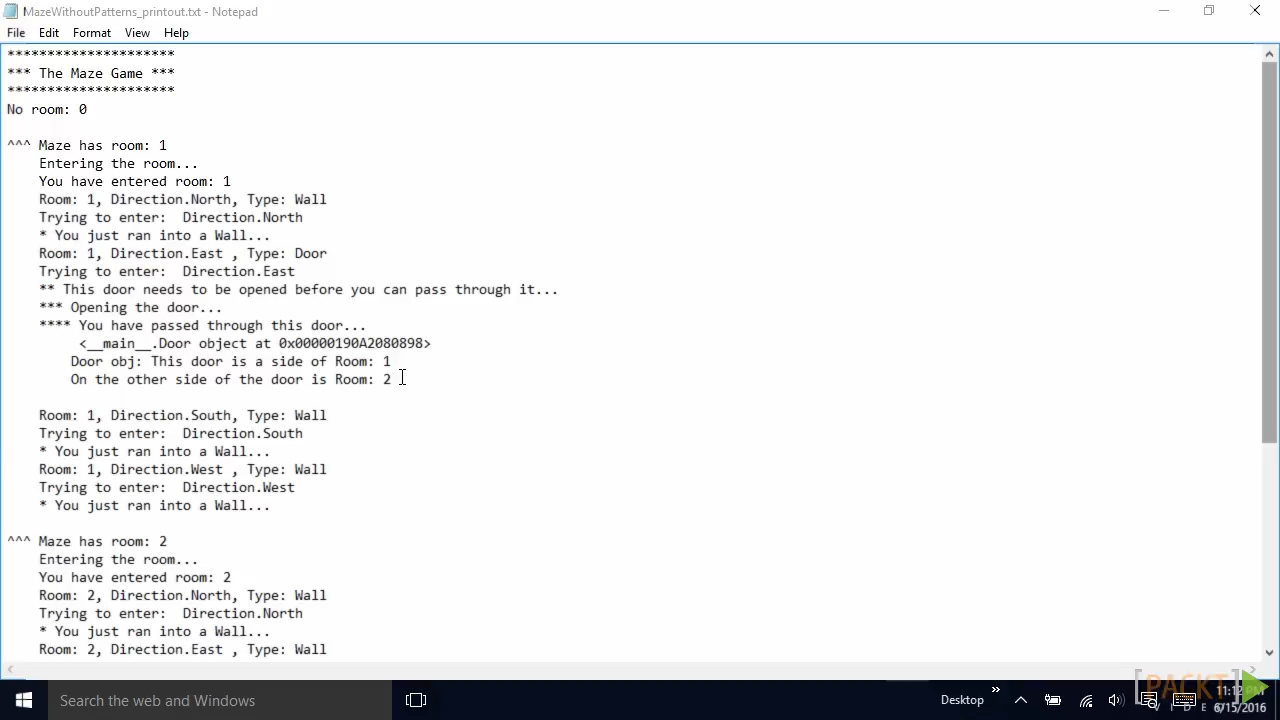 MazeWithoutPatterns_printout.txt - Notepad
File Edit Format View Help
*********************
*** The Maze Game ***
*********************
No room: 0
^^^ Maze has room: 1
Entering the room...
You have entered room: 1
Room: 1, Direction.North, Type: Wall
Trying to enter:  Direction.North
* You just ran into a Wall...
Room: 1, Direction.East , Type: Door
Trying to enter:  Direction.East
** This door needs to be opened before you can pass through it...
*** Opening the door...
**** You have passed through this door...
<__main__.Door object at 0x00000190A2080898>
Door obj: This door is a side of Room: 1
On the other side of the door is Room: 2
Room: 1, Direction.South, Type: Wall
Trying to enter:  Direction.South
* You just ran into a Wall...
Room: 1, Direction.West , Type: Wall
Trying to enter:  Direction.West
* You just ran into a Wall...
^^^ Maze has room: 2
Entering the room...
You have entered room: 2
Room: 2, Direction.North, Type: Wall
Trying to enter:  Direction.North
* You just ran into a Wall...
Room: 2, Direction.East , Type: Wall
Search the web and Windows
Desktop
11:12 PM
6/15/2016
PACKT